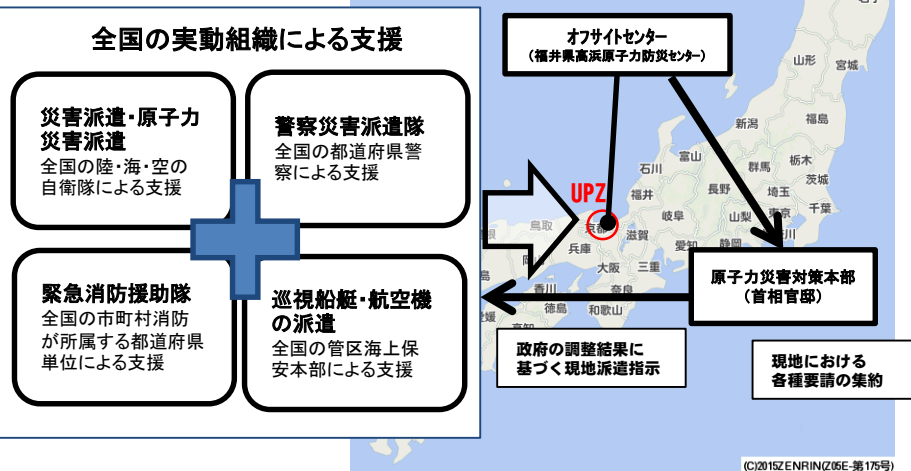 全国の実動組織による支援
災害派遣・原子力
災害派遣
全国の陸・海・空の
自衛隊による支援
警察災害派遣隊
全国の都道府県警
察による支援
緊急消防援助隊
全国の市町村消防
が所属する都道府県
単位による支援
巡視船艇・航空機
の派遣
全国の管区海上保
安本部による支援
オフサイトセンター
(福井県高浜原子力防災センター)
UPZ
原子力災害対策本部
(首相官邸)
政府の調整結果に
基づく現地派遣指示
現地における
各種要請の集約
山形
宮城
新潟
福島
富山
石川
群馬
栃木
茨城
福井
長野
埼玉
岐阜
山梨
東京
千葉
鳥取
京都
滋賀
愛知
静岡
兵庫
岡山
大阪
三重
香川
奈良
徳島
和歌山
愛媛
高知
(C)2015ZENRIN(Z05E-第175号)